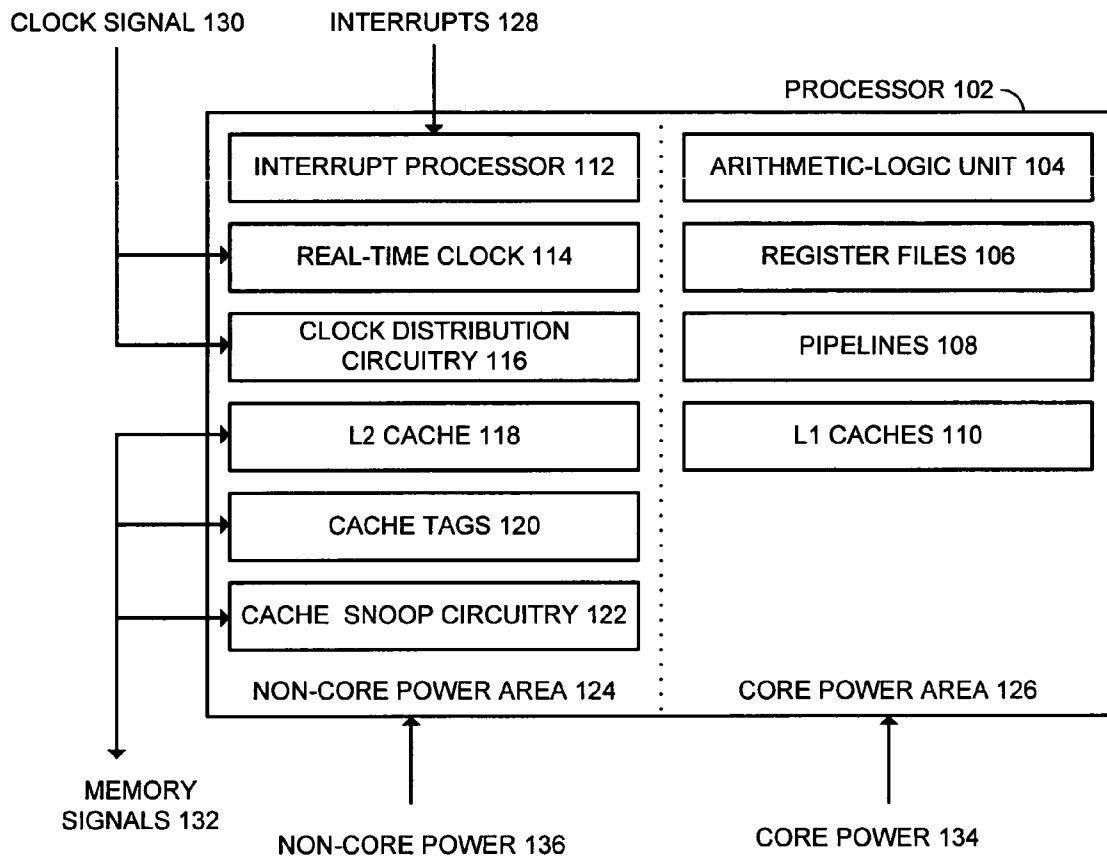 CLOCK SIGNAL 130
INTERRUPTS 128
PROCESSOR 102
INTERRUPT PROCESSOR 112
ARITHMETIC-LOGIC UNIT 104
REAL-TIME CLOCK 114
REGISTER FILES 106
CLOCK DISTRIBUTION
CIRCUITRY 116
PIPELINES 108
L2 CACHE 118
L1 CACHES 110
CACHE TAGS 120
CACHE SNOOP CIRCUITRY 122
NON-CORE POWER AREA 124
CORE POWER AREA 126
MEMORY
SIGNALS 132
NON-CORE POWER 136
CORE POWER 134